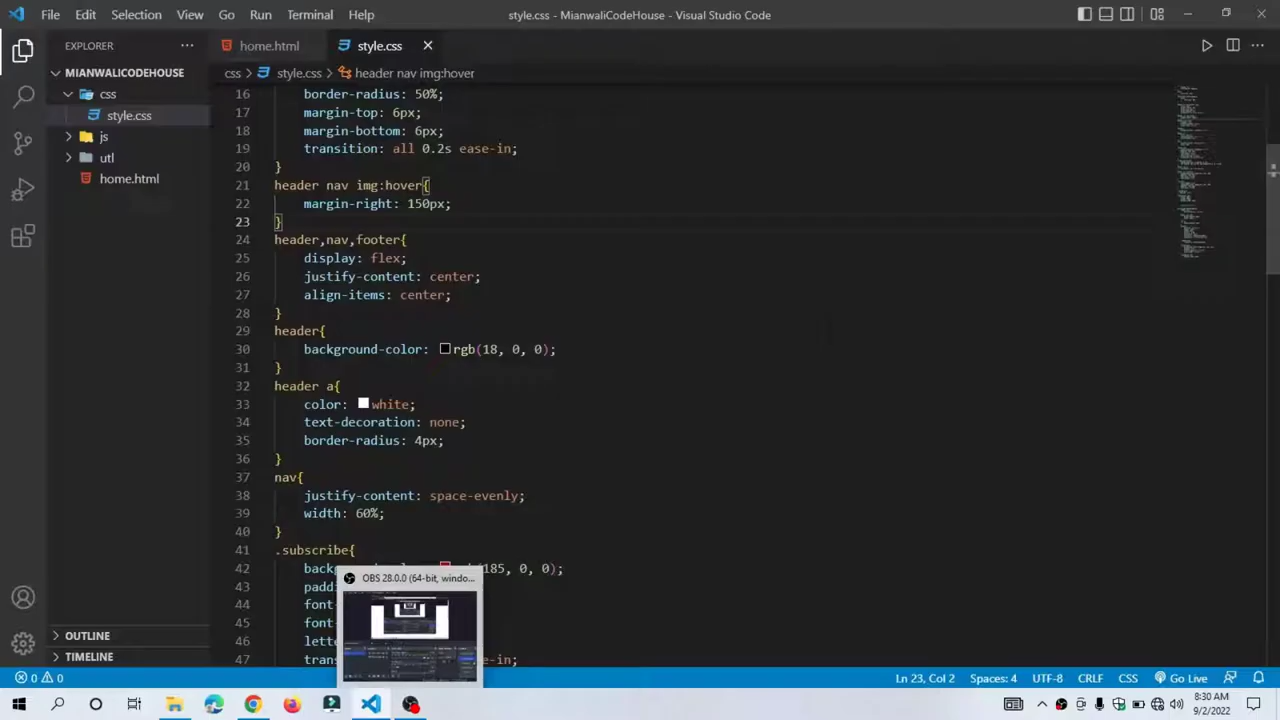 File Edit Selection View Go Run Terminal Help
style.css - MianwaliCodeHouse - Visual Studio Code
EXPLORER
home.html
style.css
MIANWALICODEHOUSE
css > style.css > header nav img:hover
css
style.css
js
utl
home.html
16 border-radius: 50%;
17 margin-top: 6px;
18 margin-bottom: 6px;
19 transition: all 0.2s ease-in;
20 }
21 header nav img:hover{
22 margin-right: 150px;
23 }
24 header,nav,footer{
25 display: flex;
26 justify-content: center;
27 align-items: center;
28 }
29 header{
30 background-color: rgb(18, 0, 0);
31 }
32 header a{
33 color: white;
34 text-decoration: none;
35 border-radius: 4px;
36 }
37 nav{
38 justify-content: space-evenly;
39 width: 60%;
40 }
41 .subscribe{
42 185, 0, 0);
43
44
45
46
47 ease-in;
OBS 28.0.0 (64-bit, windo...
OUTLINE
TIMELINE
0 0
Ln 23, Col 2 Spaces: 4 UTF-8 CRLF CSS Go Live
8:30 AM
9/2/2022